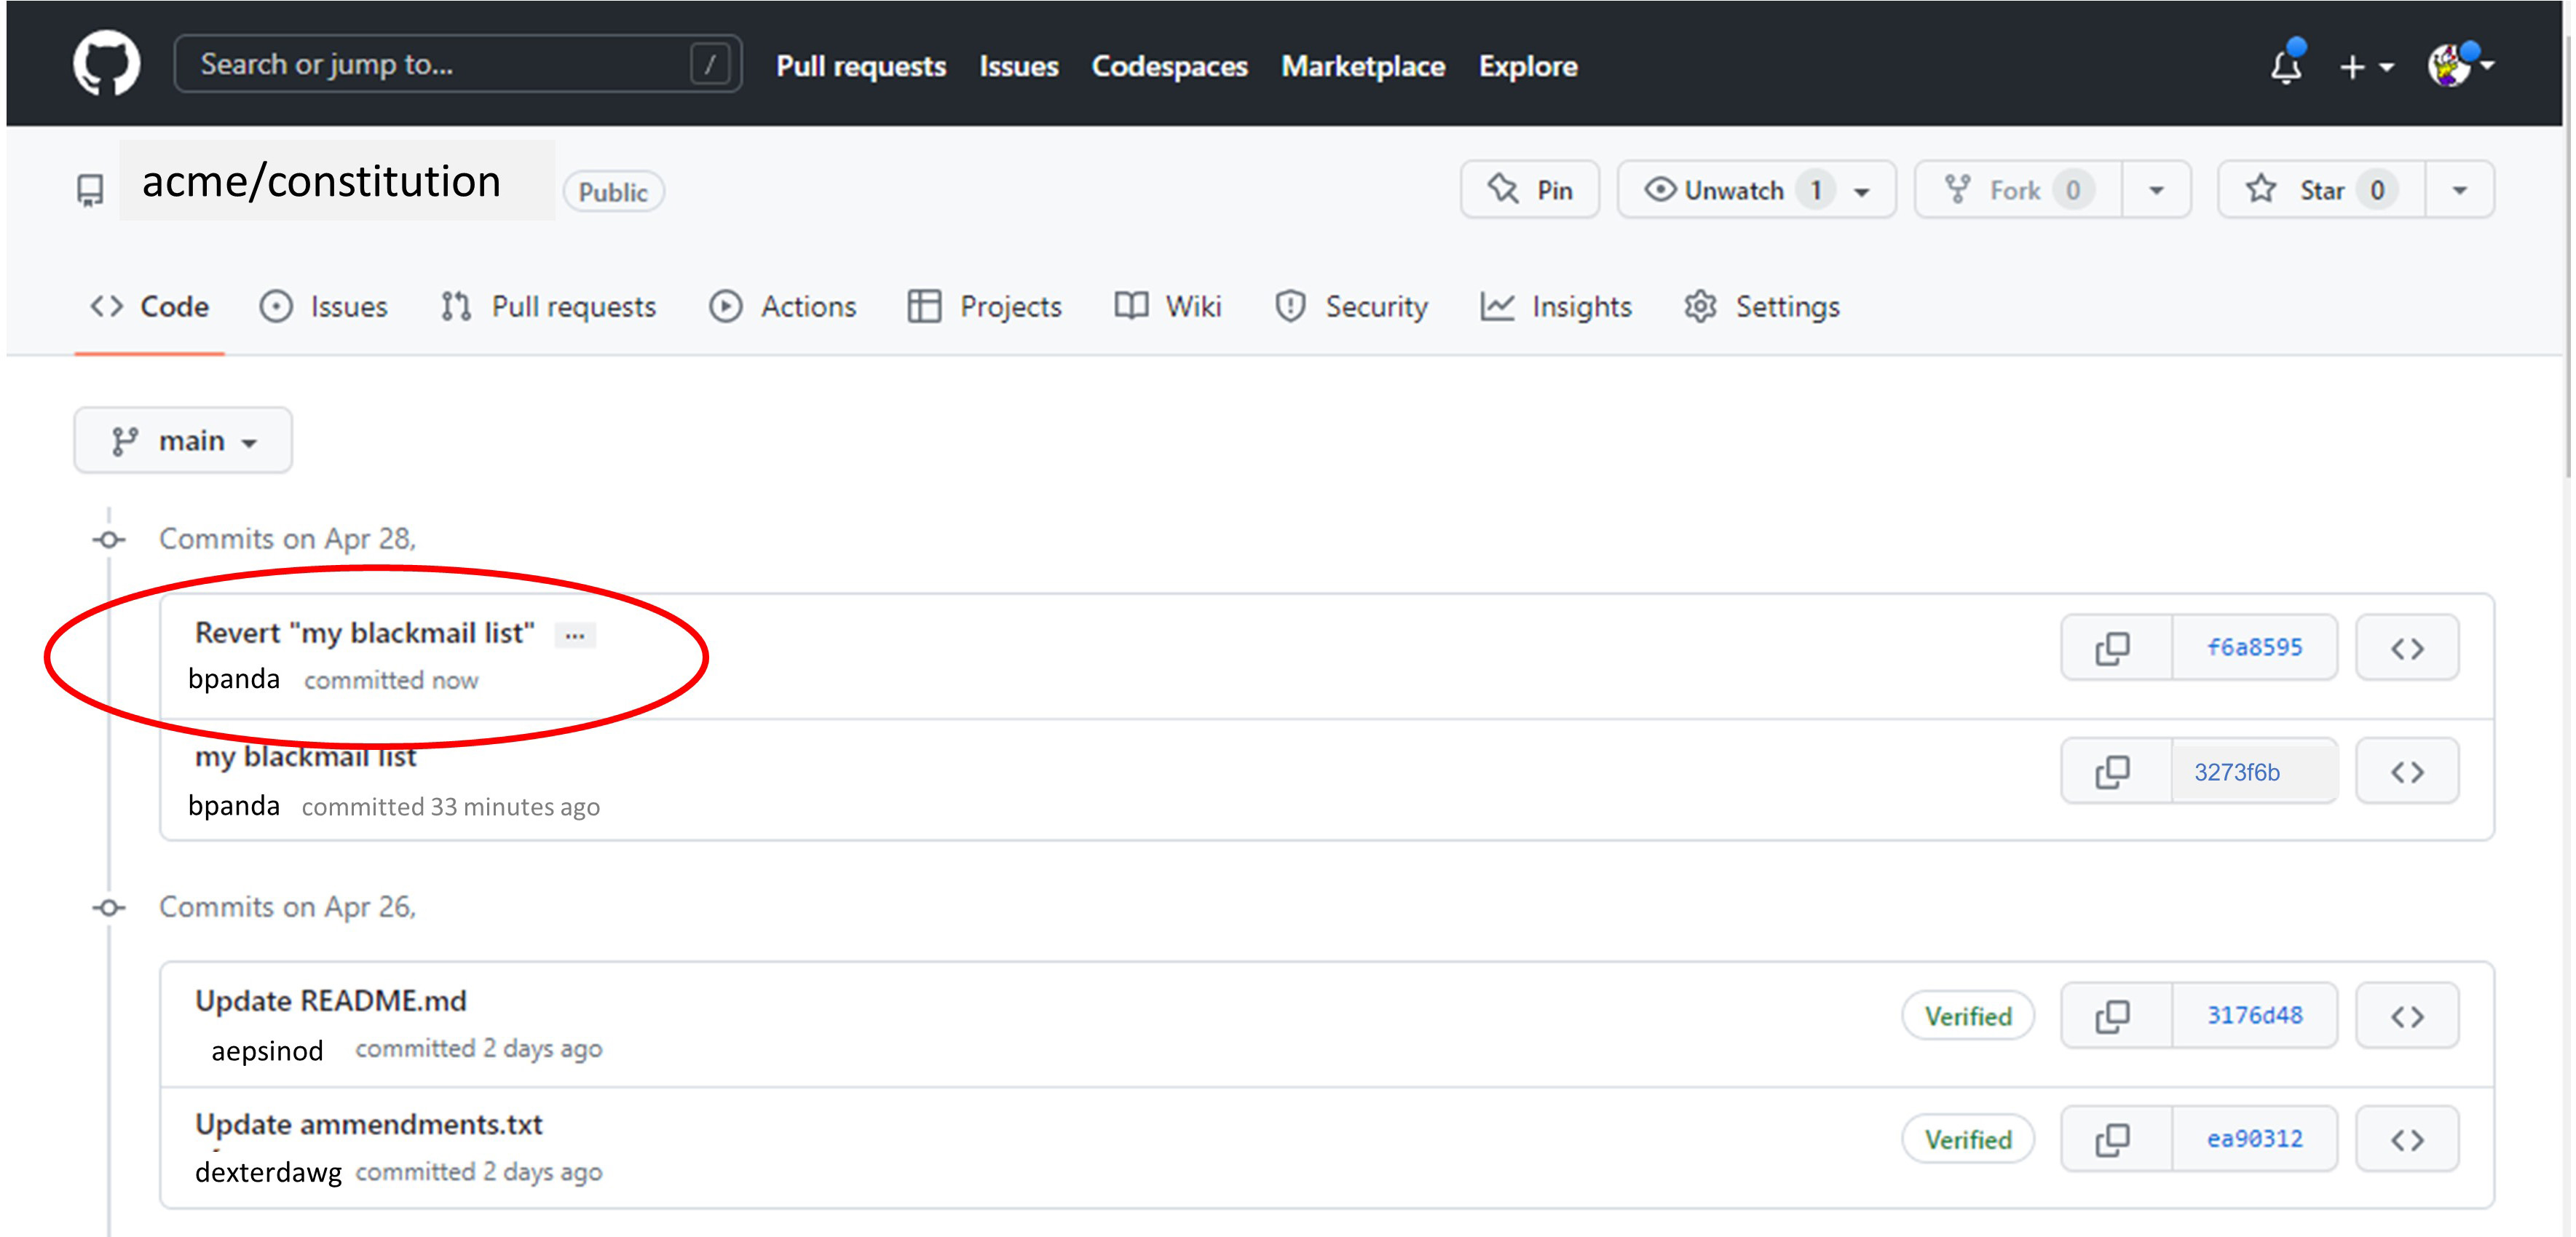 Search or jump to... / Pull requests Issues Codespaces Marketplace Explore
acme/constitution Public Pin Unwatch 1 Fork 0 Star 0
Code Issues Pull requests Actions Projects Wiki Security Insights Settings
main
Commits on Apr 28,
Revert "my blackmail list" ...
bpanda committed now
f6a8595
my blackmail list
bpanda committed 33 minutes ago
3273f6b
Commits on Apr 26,
Update README.md
aepsinod committed 2 days ago
Verified 3176d48
Update ammendments.txt
dexterdawg committed 2 days ago
Verified ea90312